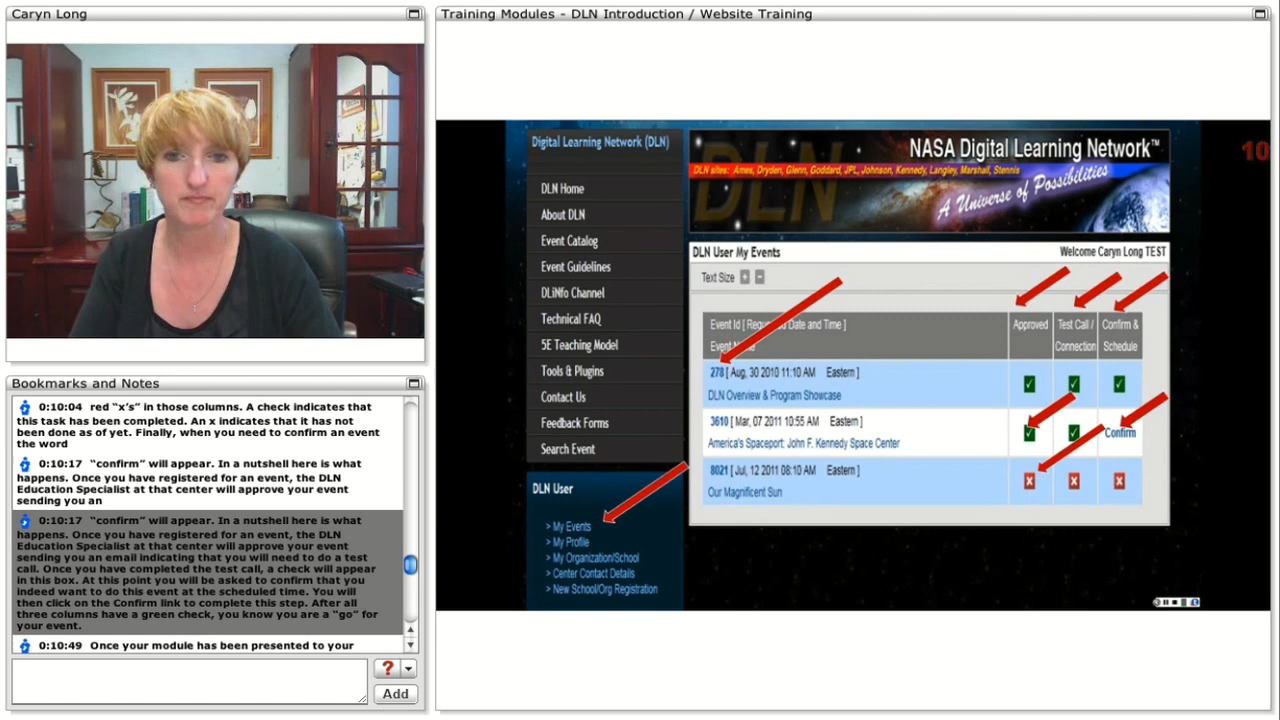 Caryn Long
Training Modules - DLN Introduction / Website Training
Bookmarks and Notes
0:10:04 red “x’s” in those columns. A check indicates that
this task has been completed. An x indicates that it has not
been done as of yet. Finally, when you need to confirm an event
the word
0:10:17 “confirm” will appear. In a nutshell here is what
happens. Once you have registered for an event, the DLN
Education Specialist at that center will approve your event
sending you an
0:10:17 “confirm” will appear. In a nutshell here is what
happens. Once you have registered for an event, the DLN
Education Specialist at that center will approve your event
sending you an email indicating that you will need to do a test
call. Once you have completed the test call, a check will appear
in this box. At this point you will be asked to confirm that you
indeed want to do this event at the scheduled time. You will
then click on the Confirm link to complete this step. After all
three columns have a green check, you know you are a “go” for
your event.
0:10:49 Once your module has been presented to your
?
Add
Digital Learning Network (DLN)
DLN Home
About DLN
Event Catalog
Event Guidelines
DLiNfo Channel
Technical FAQ
5E Teaching Model
Tools & Plugins
Contact Us
Feedback Forms
Search Event
DLN User
> My Events
> My Profile
> My Organization/School
> Center Contact Details
> New School/Org Registration
DLN
NASA Digital Learning Network™
DLN sites: Ames, Dryden, Glenn, Goddard, JPL, Johnson, Kennedy, Langley, Marshall, Stennis
A Universe of Possibilities
10
DLN User My Events
Welcome Caryn Long TEST
Text Size + -
Event Id [ Date and Time ]
Event
Approved
Test Call /
Connection
Confirm &
Schedule
278 [ Aug, 30 2010 11:10 AM Eastern ]
DLN Overview & Program Showcase
3610 [ Mar, 07 2011 10:55 AM Eastern ]
America's Spaceport: John F. Kennedy Space Center
Confirm
8021 [ Jul, 12 2011 08:10 AM Eastern ]
Our Magnificent Sun